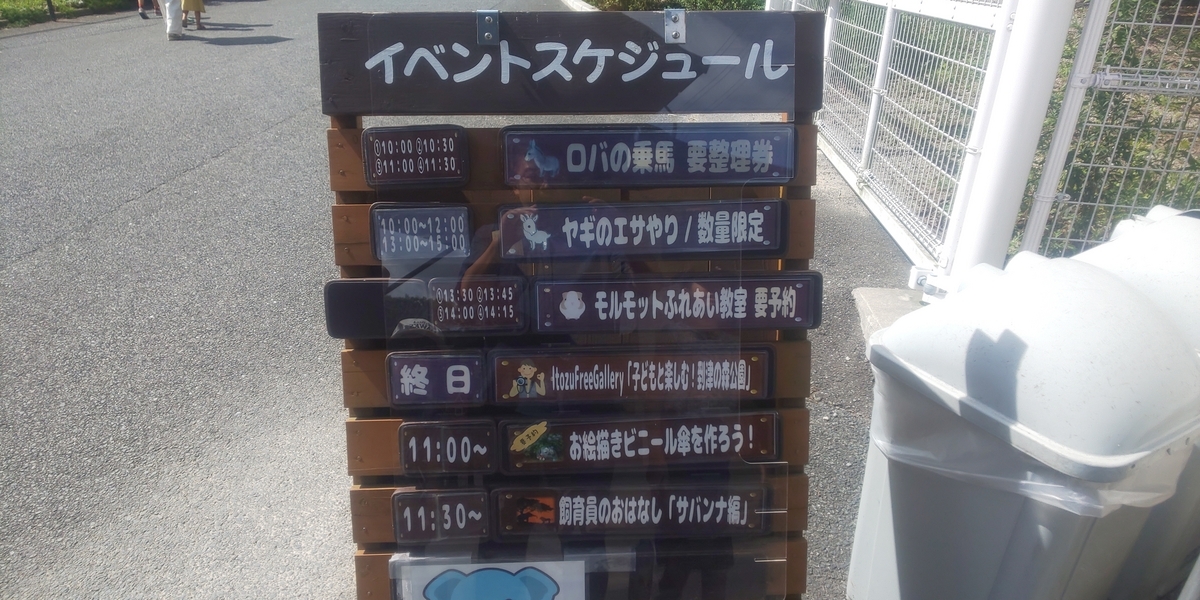 イベントスケジュール
①10:00 ②10:30
③11:00 ④11:30
ロバの乗馬 要整理券
10:00~12:00
13:00~15:00
ヤギのエサやり / 数量限定
①13:30 ②13:45
③14:00 ④14:15
モルモットふれあい教室 要予約
終日
ItozuFreeGallery「子どもと楽しむ!到津の森公園」
11:00~
要予約
お絵描きビニール傘を作ろう!
11:30~
飼育員のおはなし「サバンナ編」